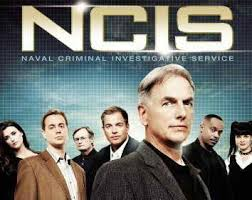 NCIS
NAVAL CRIMINAL INVESTIGATIVE SERVICE